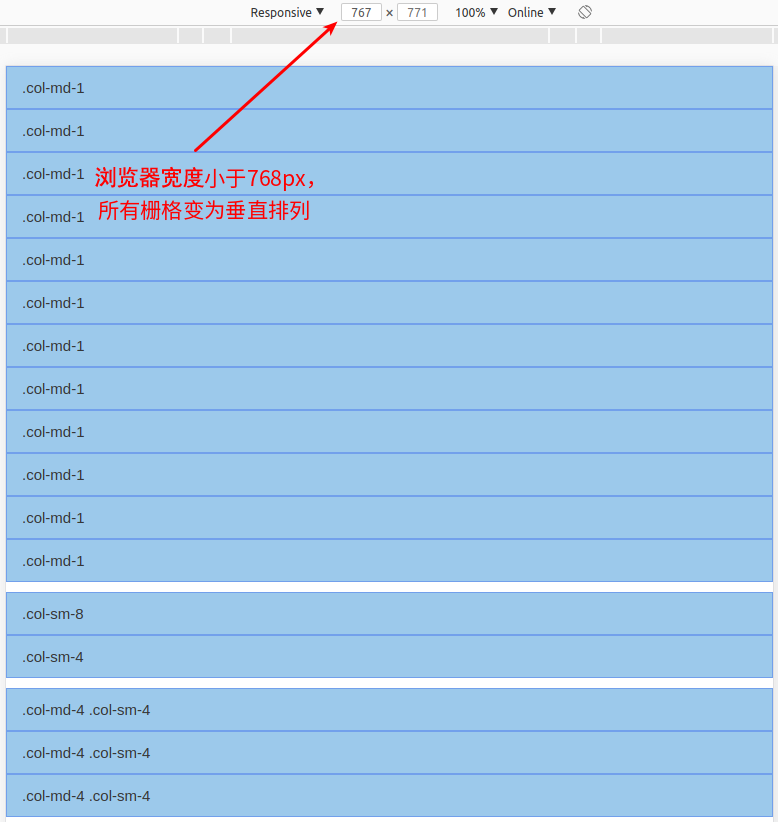 Responsive ▼ 767 × 771 100% ▼ Online ▼
.col-md-1
.col-md-1
.col-md-1
浏览器宽度小于768px，
.col-md-1
所有栅格变为垂直排列
.col-md-1
.col-md-1
.col-md-1
.col-md-1
.col-md-1
.col-md-1
.col-md-1
.col-md-1
.col-sm-8
.col-sm-4
.col-md-4 .col-sm-4
.col-md-4 .col-sm-4
.col-md-4 .col-sm-4